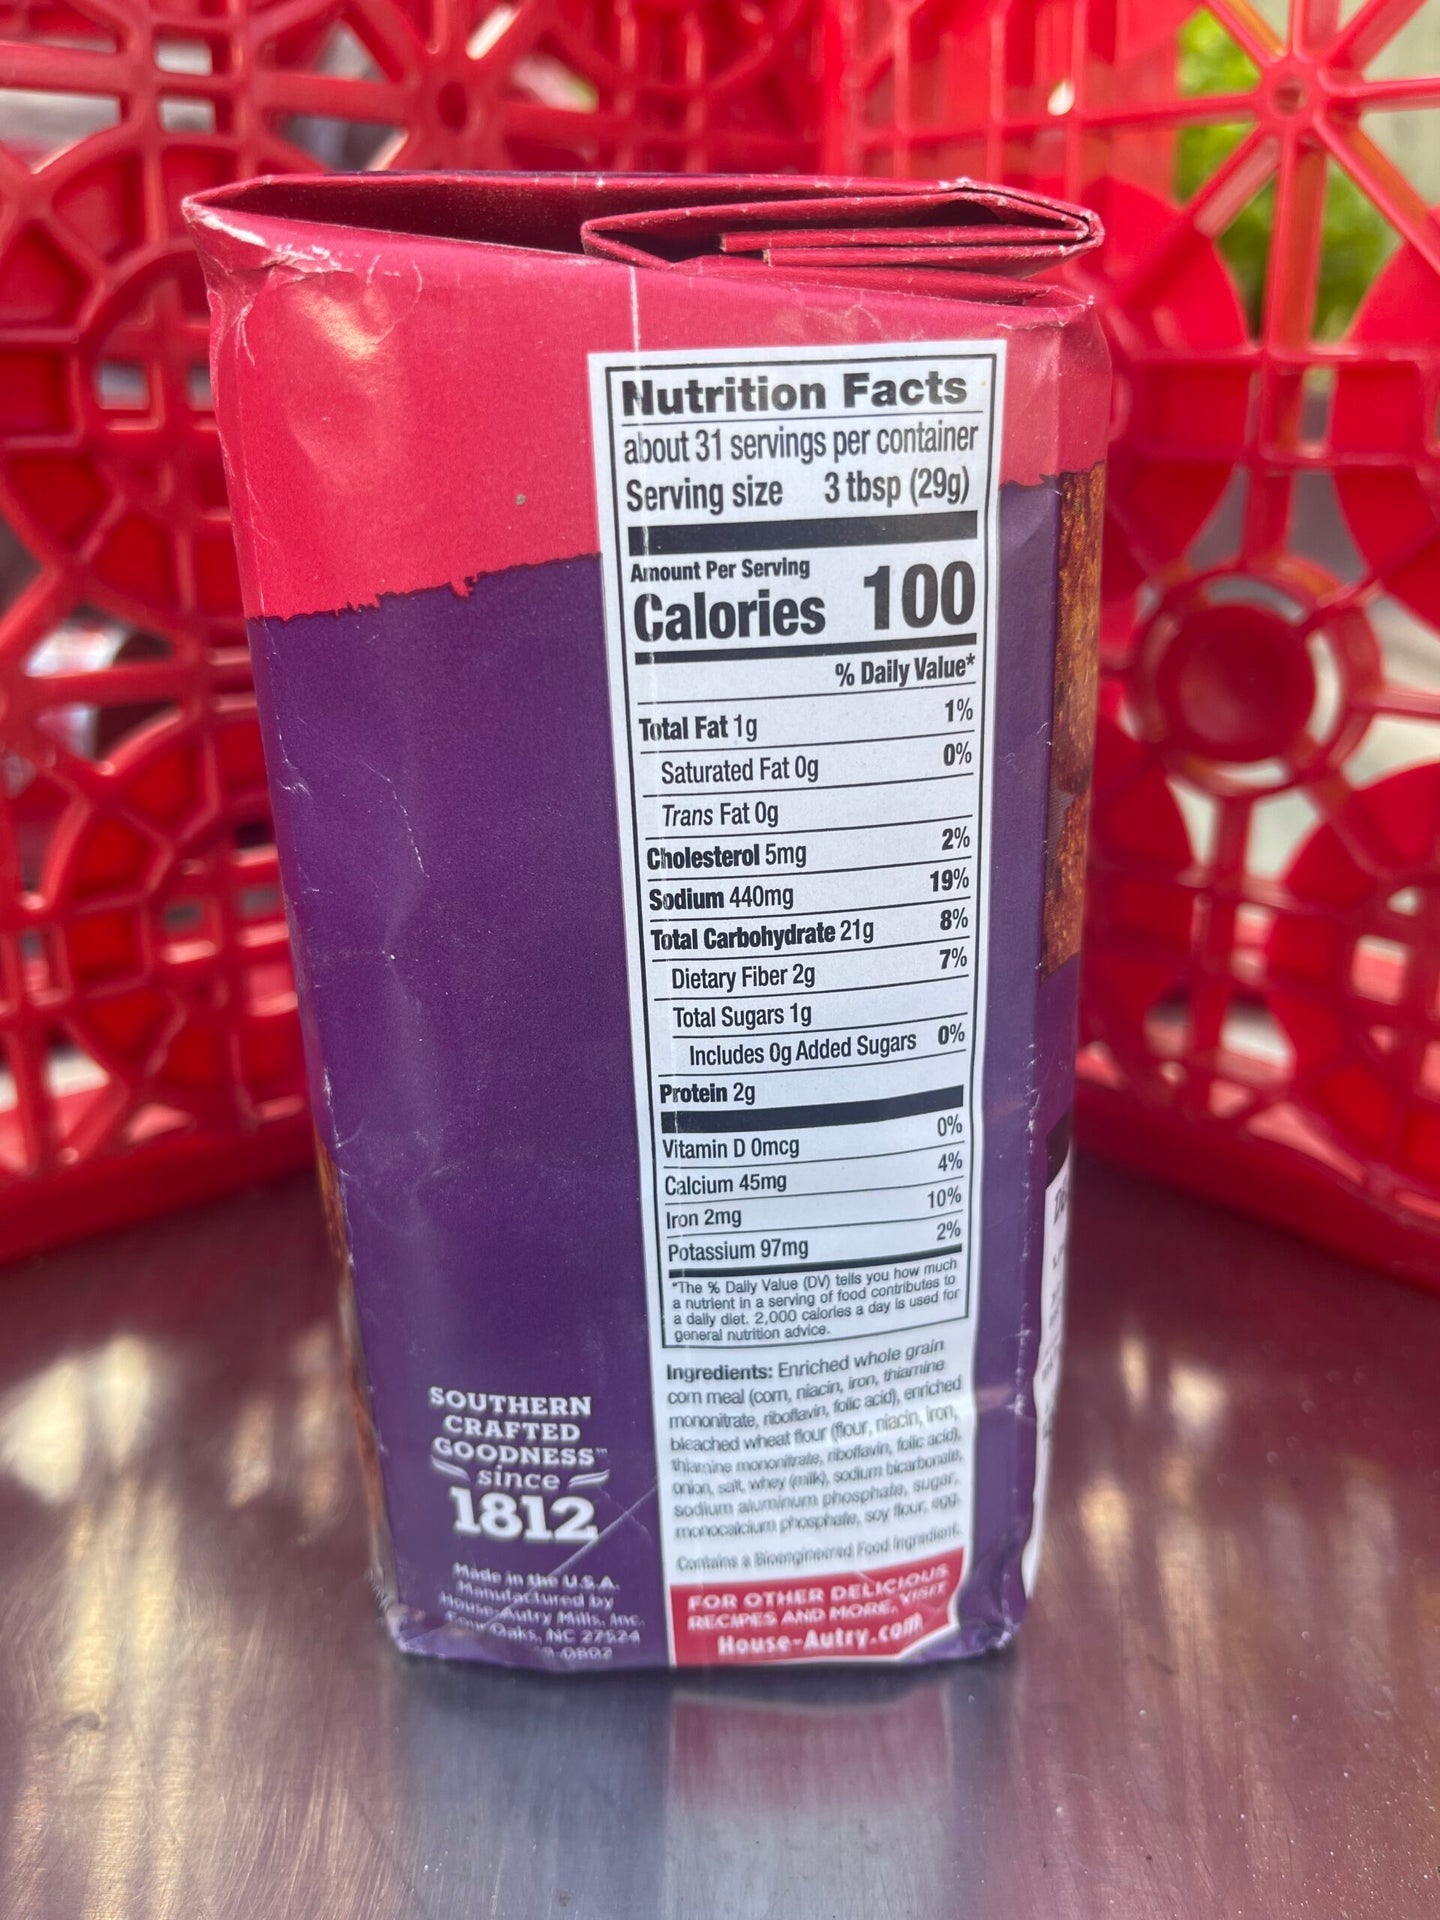 Nutrition Facts
about 31 servings per container
Serving size 3 tbsp (29g)
Amount Per Serving
Calories 100
% Daily Value*
Total Fat 1g 1%
Saturated Fat 0g 0%
Trans Fat 0g
Cholesterol 5mg 2%
Sodium 440mg 19%
Total Carbohydrate 21g 8%
Dietary Fiber 2g 7%
Total Sugars 1g
Includes 0g Added Sugars 0%
Protein 2g
Vitamin D 0mcg 0%
Calcium 45mg 4%
Iron 2mg 10%
Potassium 97mg 2%
*The % Daily Value (DV) tells you how much
a nutrient in a serving of food contributes to
a daily diet. 2,000 calories a day is used for
general nutrition advice.
Ingredients: Enriched whole grain
corn meal (corn, niacin, iron, thiamine
mononitrate, riboflavin, folic acid), enriched
bleached wheat flour (flour, niacin, iron,
thiamine mononitrate, riboflavin, folic acid),
onion, salt, whey (milk), sodium bicarbonate,
sodium aluminum phosphate, sugar,
monocalcium phosphate, soy flour, egg.
Contains a Bioengineered Food Ingredient.
FOR OTHER DELICIOUS
RECIPES AND MORE, VISIT
House-Autry.com
SOUTHERN
CRAFTED
GOODNESS™
since
1812
Made in the U.S.A.
Manufactured by
House-Autry Mills, Inc.
Four Oaks, NC 27524
-0802